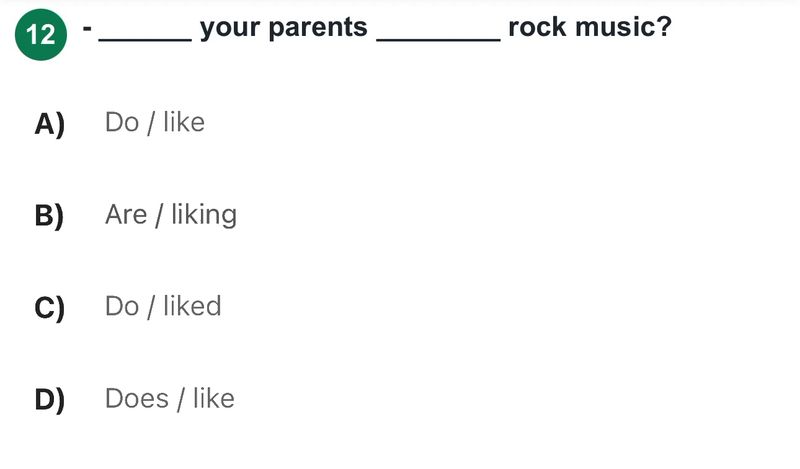 12 - ______ your parents ________ rock music?
A) Do / like
B) Are / liking
C) Do / liked
D) Does / like